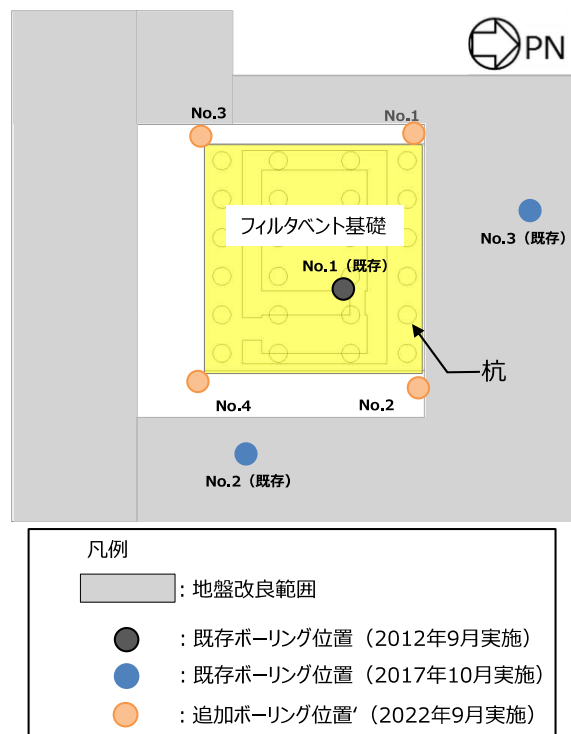 PN
No.3
No.1
フィルタベント基礎
No.3（既存）
No.1（既存）
杭
No.4
No.2
No.2（既存）
凡例
：地盤改良範囲
：既存ボーリング位置（2012年9月実施）
：既存ボーリング位置（2017年10月実施）
：追加ボーリング位置‘（2022年9月実施）